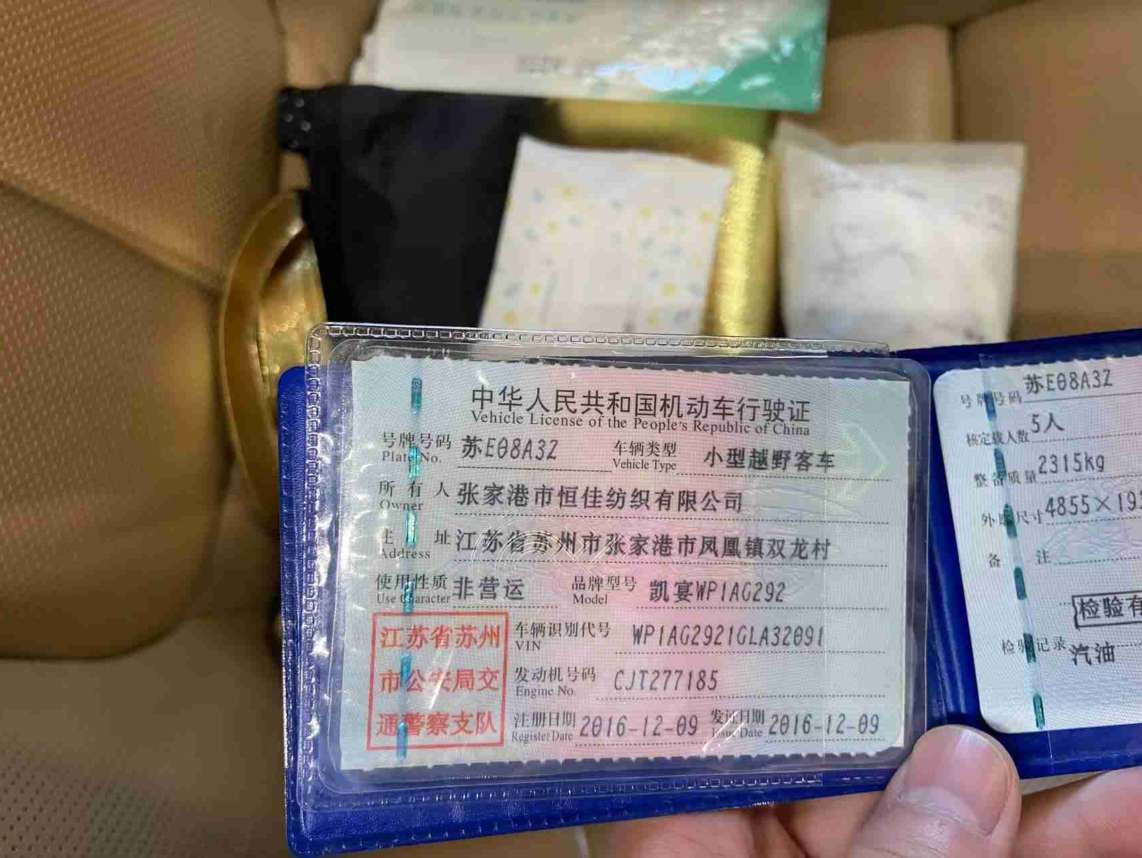 中华人民共和国机动车行驶证
Vehicle License of the People's Republic of China
号牌号码 苏E08A3Z 车辆类型 小型越野客车
Plate No. Vehicle Type
所有人 张家港市恒佳纺织有限公司
Owner
主址 江苏省苏州市张家港市凤凰镇双龙村
Address
使用性质 非营运 品牌型号 凯宴WP1AG292
Use Character Model
江苏省苏州
市公安局交
通警察支队
车辆识别代号 WP1AG2921GLA32091
VIN
发动机号码 CJT277185
Engine No.
注册日期 2016-12-09 发证日期 2016-12-09
Register Date Issue Date
号牌号码 苏E08A3Z
核定载人数 5人
整备质量 2315kg
外廓尺寸 4855×19
备注
检验有
检验记录 汽油